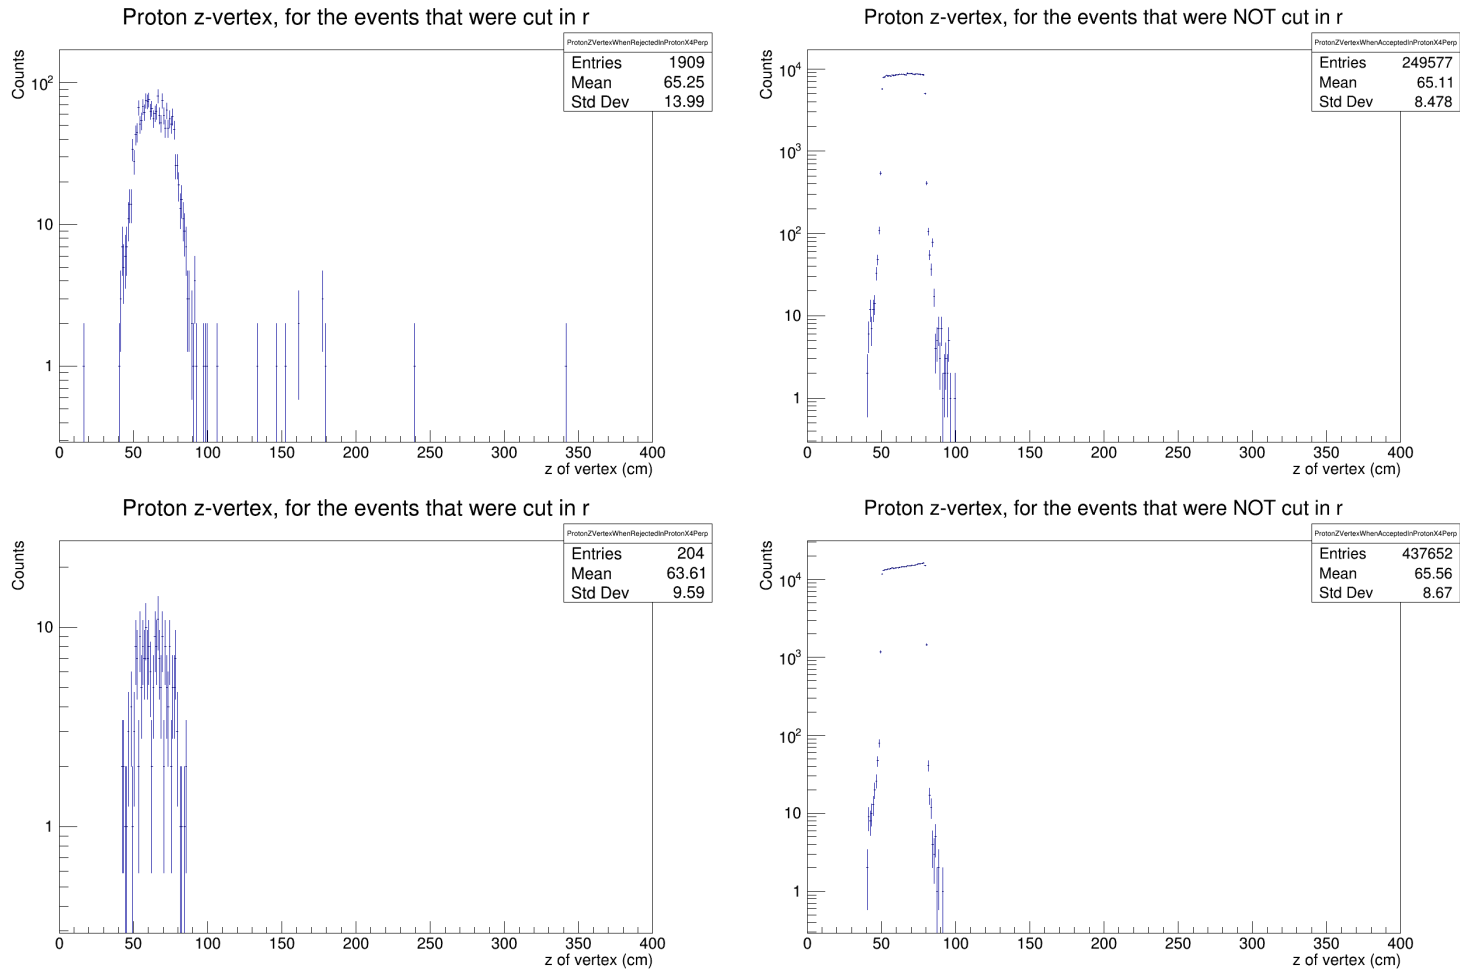 Proton z-vertex, for the events that were cut in r
Counts
ProtonZVertexWhenRejectedInProtonX4Perp
Entries 1909
Mean 65.25
Std Dev 13.99
10²
10
1
0 50 100 150 200 250 300 350 400
z of vertex (cm)
Proton z-vertex, for the events that were NOT cut in r
Counts
ProtonZVertexWhenAcceptedInProtonX4Perp
Entries 249577
Mean 65.11
Std Dev 8.478
10⁴
10³
10²
10
1
0 50 100 150 200 250 300 350 400
z of vertex (cm)
Proton z-vertex, for the events that were cut in r
Counts
ProtonZVertexWhenRejectedInProtonX4Perp
Entries 204
Mean 63.61
Std Dev 9.59
10
1
0 50 100 150 200 250 300 350 400
z of vertex (cm)
Proton z-vertex, for the events that were NOT cut in r
Counts
ProtonZVertexWhenAcceptedInProtonX4Perp
Entries 437652
Mean 65.56
Std Dev 8.67
10⁴
10³
10²
10
1
0 50 100 150 200 250 300 350 400
z of vertex (cm)